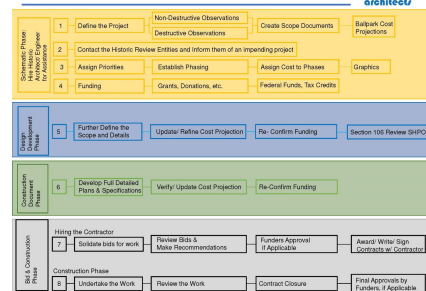 architects
Schematic Phase:
Hire Historic
Architect/ Engineer
for Assistance
1
Define the Project
Non-Destructive Observations
Destructive Observations
Create Scope Documents
Ballpark Cost
Projections
2
Contact the Historic Review Entities and Inform them of an impending project
3
Assign Priorities
Establish Phasing
Assign Cost to Phases
Graphics
4
Funding
Grants, Donations, etc.
Federal Funds, Tax Credits
Design
Development
Phase
5
Further Define the
Scope and Details
Update/ Refine Cost Projection
Re- Confirm Funding
Section 106 Review SHPO
Construction
Document
Phase
6
Develop Full Detailed
Plans & Specifications
Verify/ Update Cost Projection
Re-Confirm Funding
Bid & Construction
Phase
Hiring the Contractor
7
Solidate bids for work
Review Bids &
Make Recommendations
Funders Approval
if Applicable
Award/ Write/ Sign
Contracts w/ Contractor
Construction Phase
8
Undertake the Work
Review the Work
Contract Closure
Final Approvals by
Funders, if Applicable